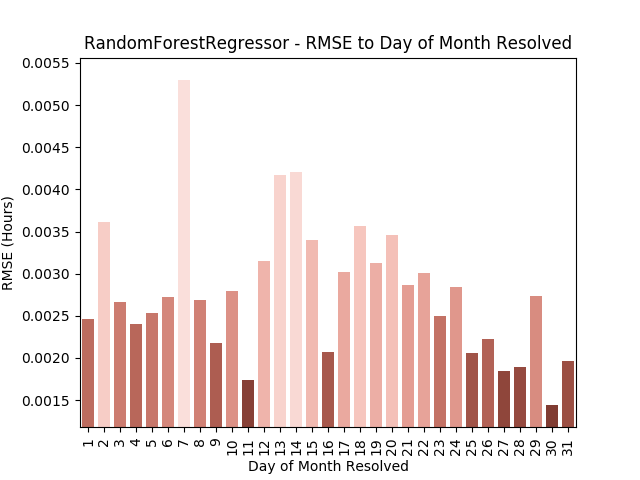 RandomForestRegressor - RMSE to Day of Month Resolved
0.0055
0.0050
0.0045
0.0040
0.0035
0.0030
0.0025
0.0020
0.0015
RMSE (Hours)
1 2 3 4 5 6 7 8 9 10 11 12 13 14 15 16 17 18 19 20 21 22 23 24 25 26 27 28 29 30 31
Day of Month Resolved